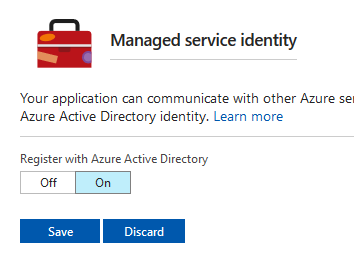 Managed service identity
Your application can communicate with other Azure ser
Azure Active Directory identity. Learn more
Register with Azure Active Directory
Off On
Save Discard